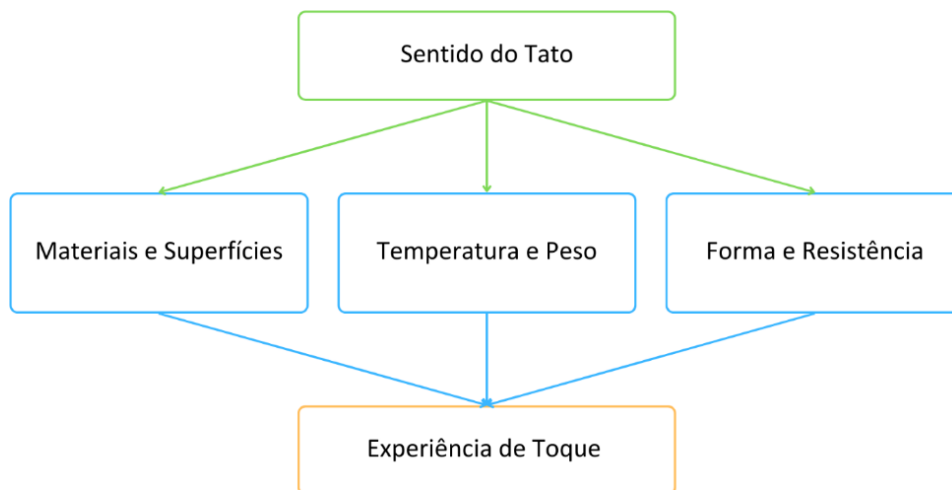 Sentido do Tato
Materiais e Superfícies
Temperatura e Peso
Forma e Resistência
Experiência de Toque